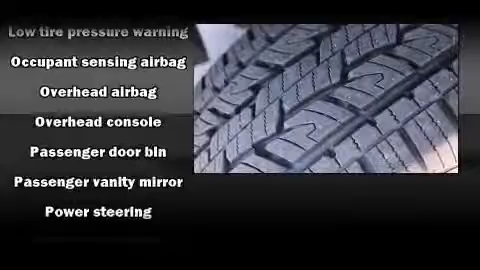 Low tire pressure warning
Occupant sensing airbag
Overhead airbag
Overhead console
Passenger door bin
Passenger vanity mirror
Power steering